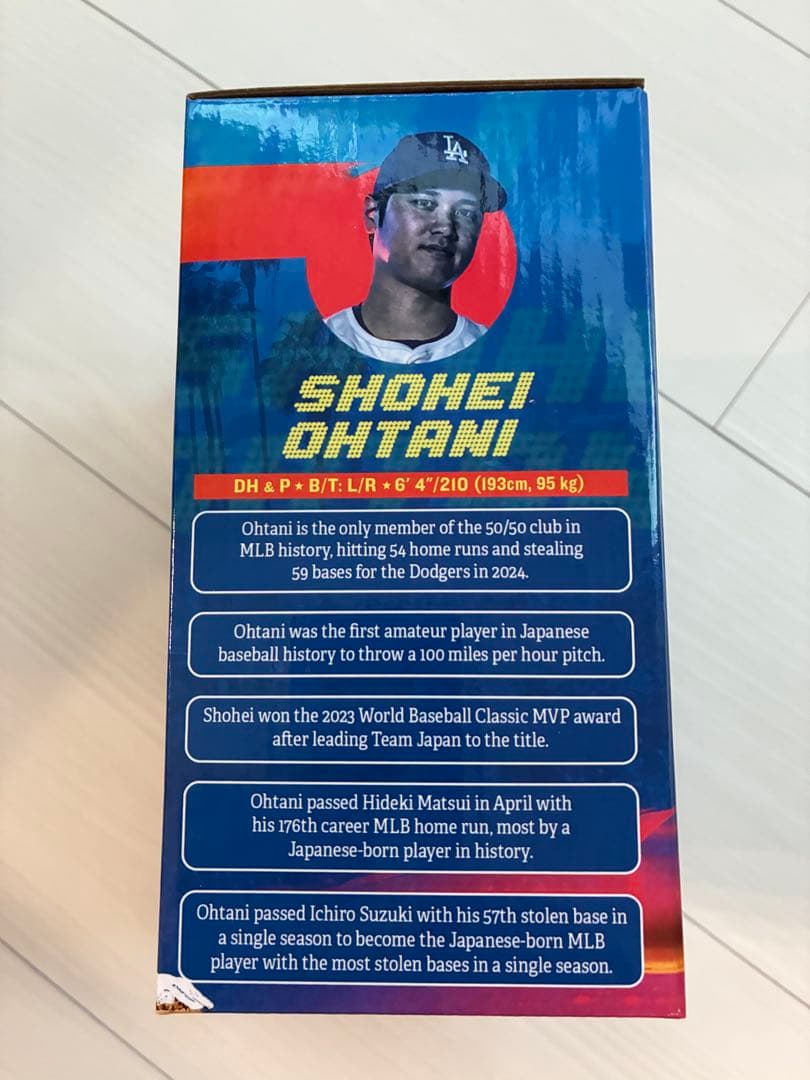 LA
SHOHEI
OHTANI
DH & P ★ B/T: L/R ★ 6' 4"/210 (193cm, 95 kg)
Ohtani is the only member of the 50/50 club in
MLB history, hitting 54 home runs and stealing
59 bases for the Dodgers in 2024.
Ohtani was the first amateur player in Japanese
baseball history to throw a 100 miles per hour pitch.
Shohei won the 2023 World Baseball Classic MVP award
after leading Team Japan to the title.
Ohtani passed Hideki Matsui in April with
his 176th career MLB home run, most by a
Japanese-born player in history.
Ohtani passed Ichiro Suzuki with his 57th stolen base in
a single season to become the Japanese-born MLB
player with the most stolen bases in a single season.